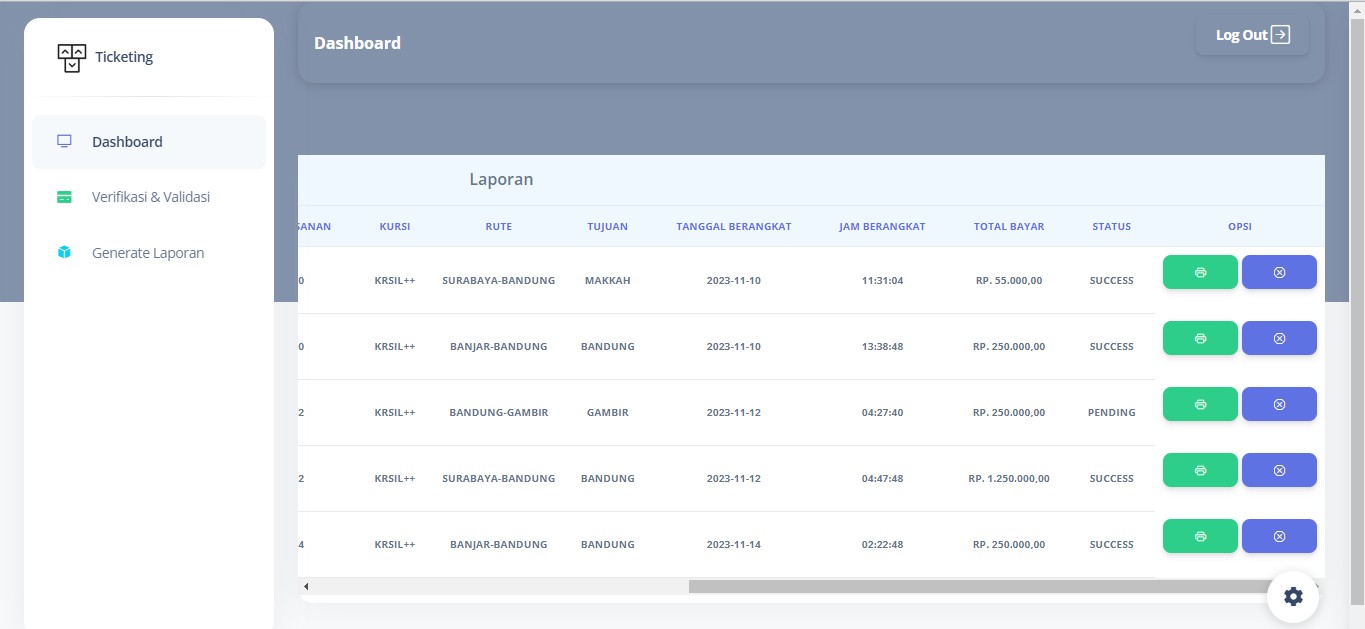 Ticketing
Dashboard
Verifikasi & Validasi
Generate Laporan
Dashboard
Log Out
Laporan
SANAN KURSI RUTE TUJUAN TANGGAL BERANGKAT JAM BERANGKAT TOTAL BAYAR STATUS OPSI
0 KRSIL++ SURABAYA-BANDUNG MAKKAH 2023-11-10 11:31:04 RP. 55.000,00 SUCCESS
0 KRSIL++ BANJAR-BANDUNG BANDUNG 2023-11-10 13:38:48 RP. 250.000,00 SUCCESS
2 KRSIL++ BANDUNG-GAMBIR GAMBIR 2023-11-12 04:27:40 RP. 250.000,00 PENDING
2 KRSIL++ SURABAYA-BANDUNG BANDUNG 2023-11-12 04:47:48 RP. 1.250.000,00 SUCCESS
4 KRSIL++ BANJAR-BANDUNG BANDUNG 2023-11-14 02:22:48 RP. 250.000,00 SUCCESS